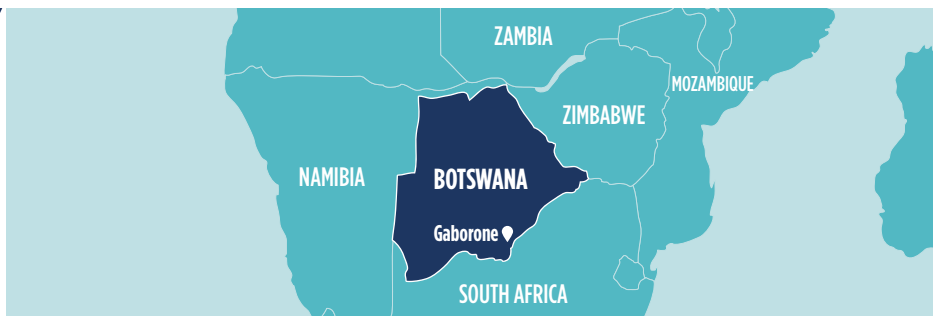 ZAMBIA
MOZAMBIQUE
ZIMBABWE
NAMIBIA
BOTSWANA
Gaborone
SOUTH AFRICA